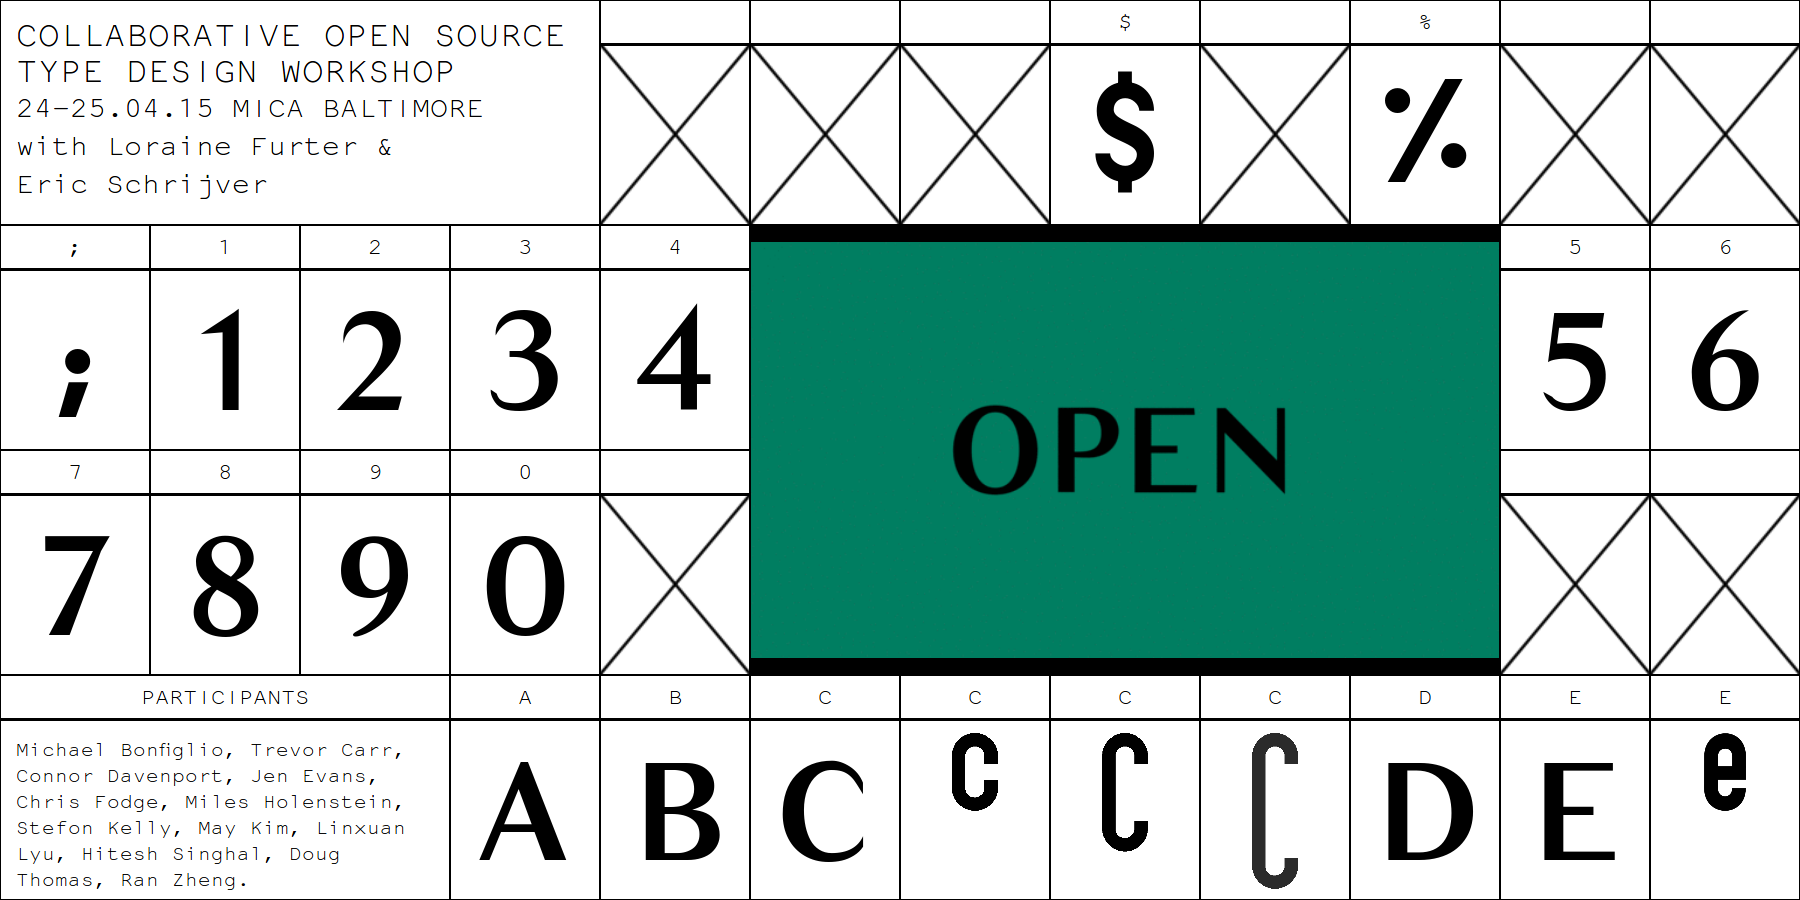 COLLABORATIVE OPEN SOURCE
TYPE DESIGN WORKSHOP
24–25.04.15 MICA BALTIMORE
with Loraine Furter &
Eric Schrijver
$ %
$ %
; 1 2 3 4 5 6
; 1 2 3 4 5 6
OPEN
7 8 9 0
7 8 9 0
PARTICIPANTS A B C C C C D E E
Michael Bonfiglio, Trevor Carr,
Connor Davenport, Jen Evans,
Chris Fodge, Miles Holenstein,
Stefon Kelly, May Kim, Linxuan
Lyu, Hitesh Singhal, Doug
Thomas, Ran Zheng.
A B C c C C D E e